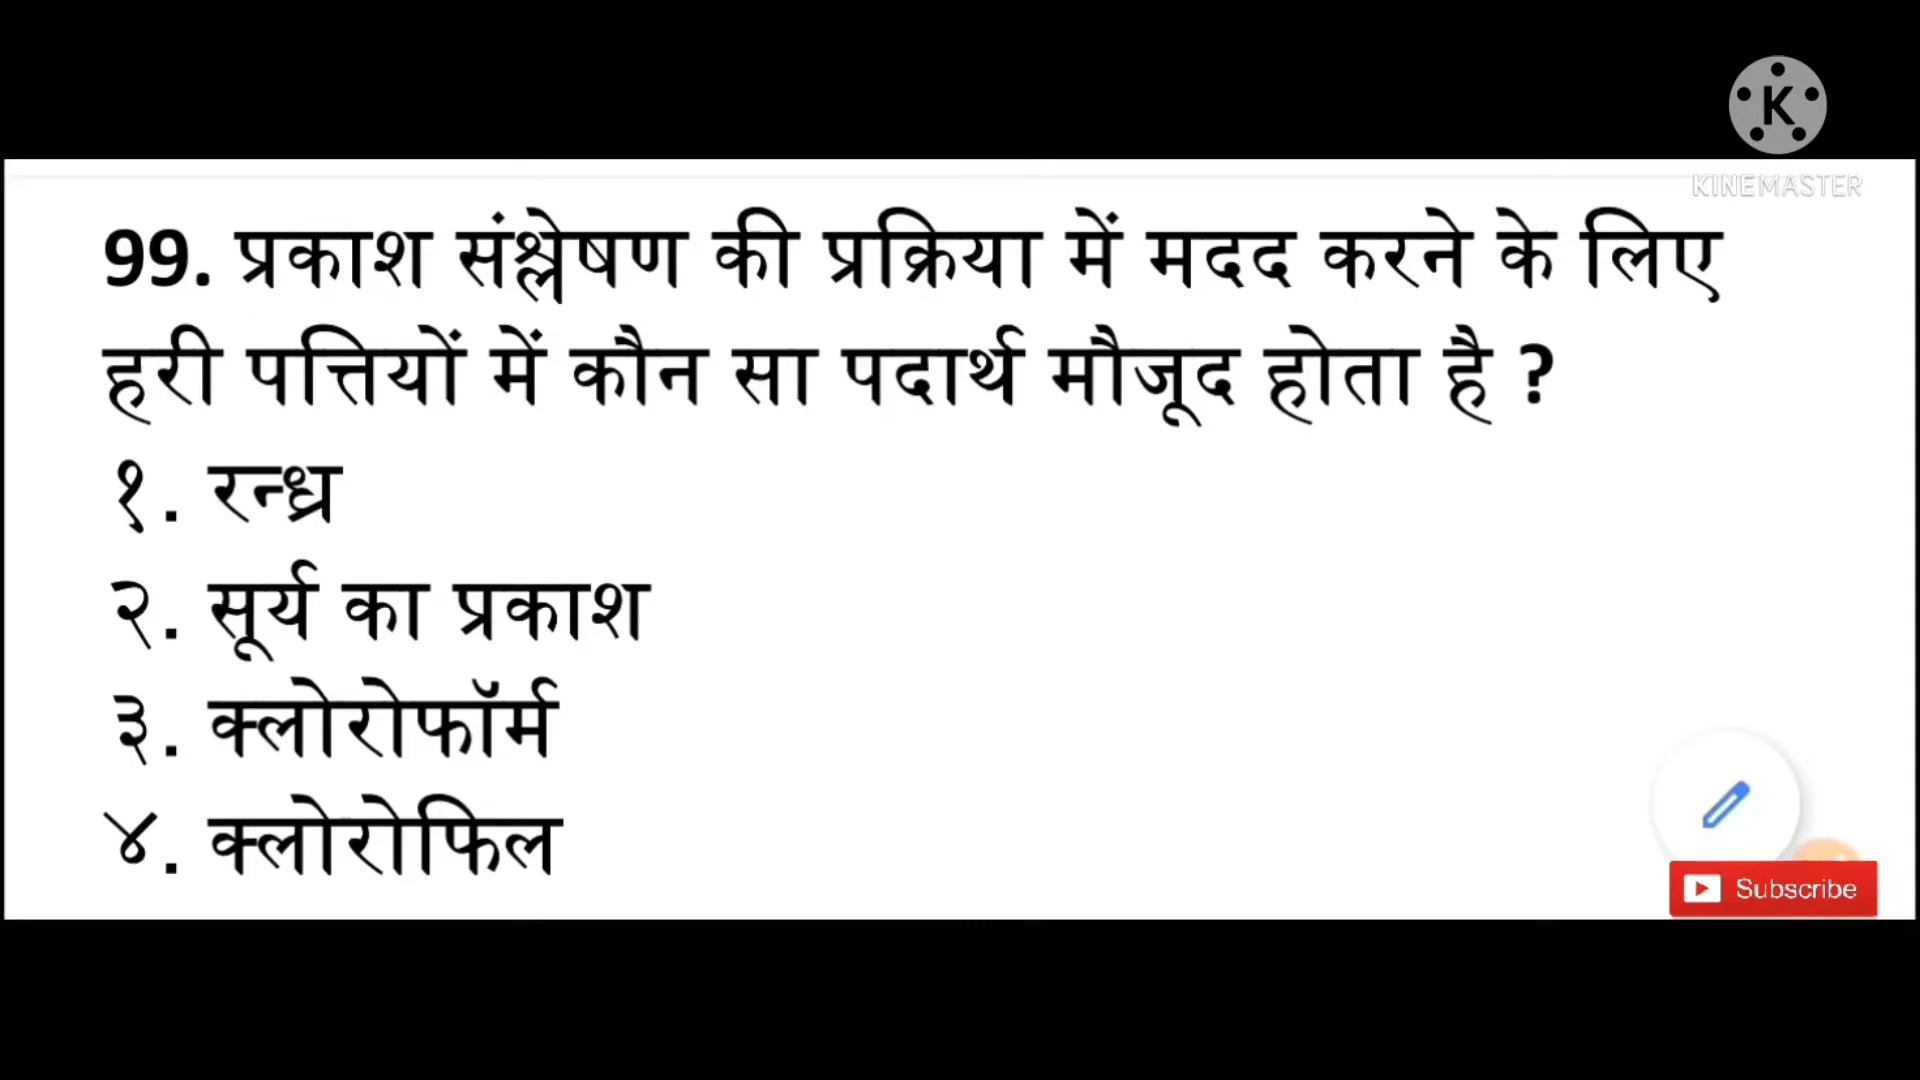 K
KINEMASTER
99. प्रकाश संश्लेषण की प्रक्रिया में मदद करने के लिए
हरी पत्तियों में कौन सा पदार्थ मौजूद होता है ?
१. रन्ध्र
२. सूर्य का प्रकाश
३. क्लोरोफॉर्म
४. क्लोरोफिल
Subscribe